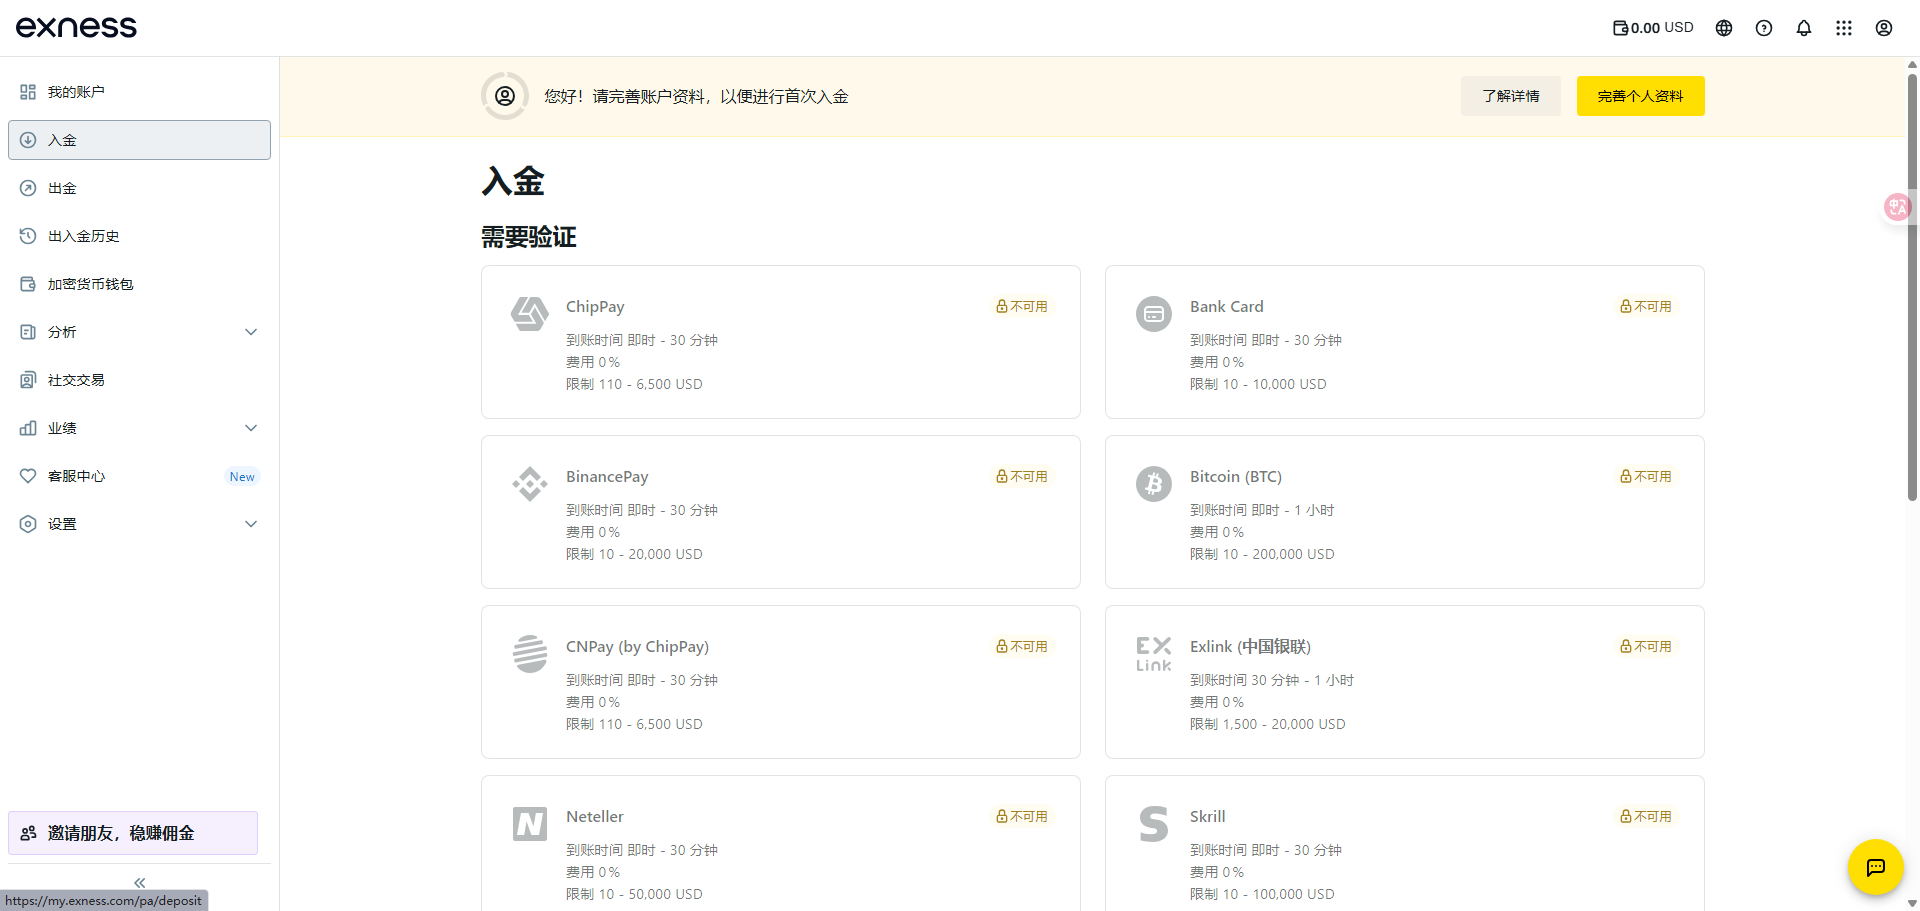 exness
0.00 USD
我的账户
入金
出金
出入金历史
加密货币钱包
分析
社交交易
业绩
客服中心
New
设置
邀请朋友，稳赚佣金
https://my.exness.com/pa/deposit
您好！请完善账户资料，以便进行首次入金
了解详情
完善个人资料
入金
需要验证
ChipPay
不可用
到账时间 即时 - 30 分钟
费用 0%
限制 110 - 6,500 USD
Bank Card
不可用
到账时间 即时 - 30 分钟
费用 0%
限制 10 - 10,000 USD
BinancePay
不可用
到账时间 即时 - 30 分钟
费用 0%
限制 10 - 20,000 USD
Bitcoin (BTC)
不可用
到账时间 即时 - 1 小时
费用 0%
限制 10 - 200,000 USD
CNPay (by ChipPay)
不可用
到账时间 即时 - 30 分钟
费用 0%
限制 110 - 6,500 USD
EX
Link
Exlink (中国银联)
不可用
到账时间 30 分钟 - 1 小时
费用 0%
限制 1,500 - 20,000 USD
N
Neteller
不可用
到账时间 即时 - 30 分钟
费用 0%
限制 10 - 50,000 USD
S
Skrill
不可用
到账时间 即时 - 30 分钟
费用 0%
限制 10 - 100,000 USD
中A